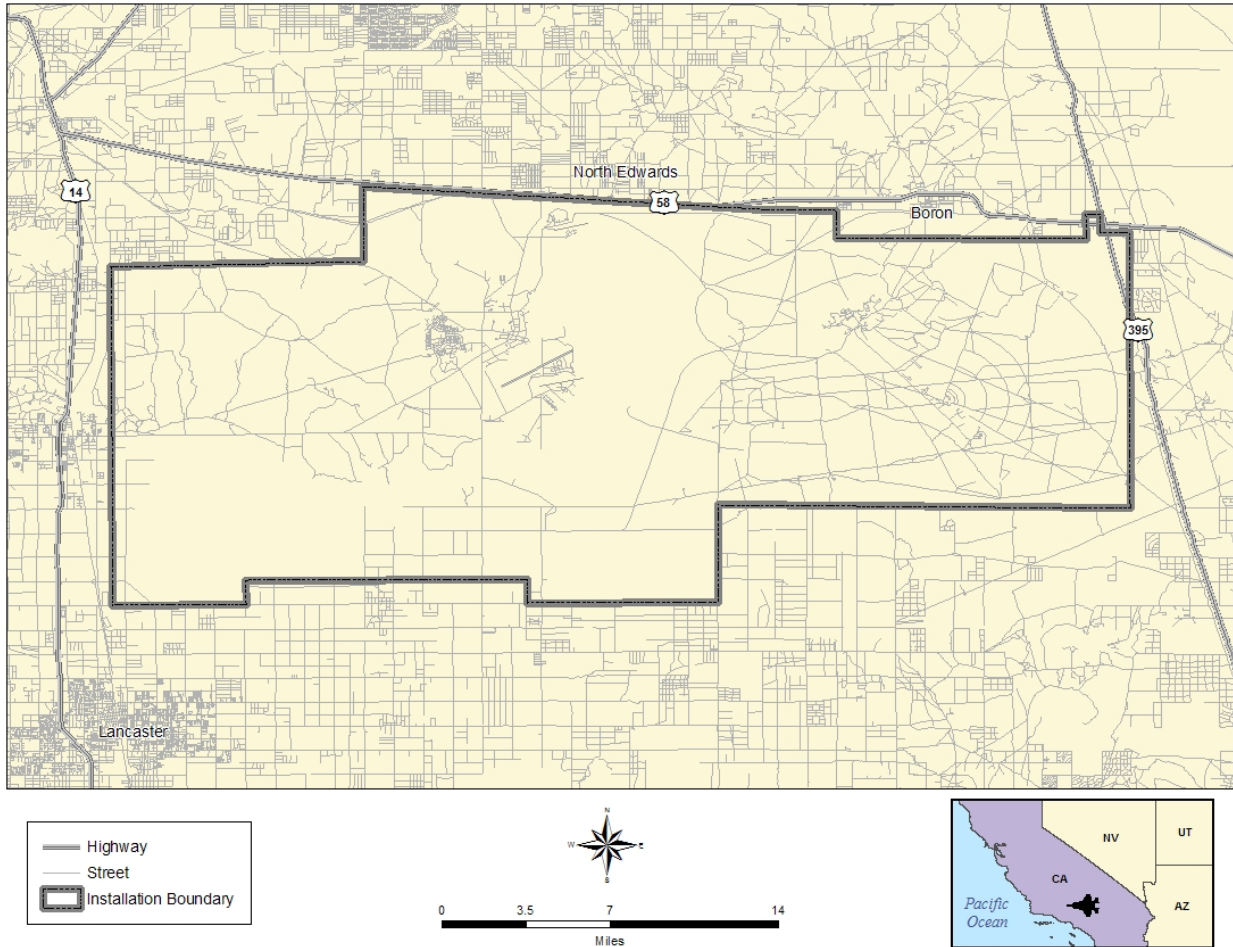 North Edwards
14
58
Boron
395
Lancaster
Highway
Street
Installation Boundary
N
W
E
S
0
3.5
7
14
Miles
NV
UT
CA
AZ
Pacific
Ocean